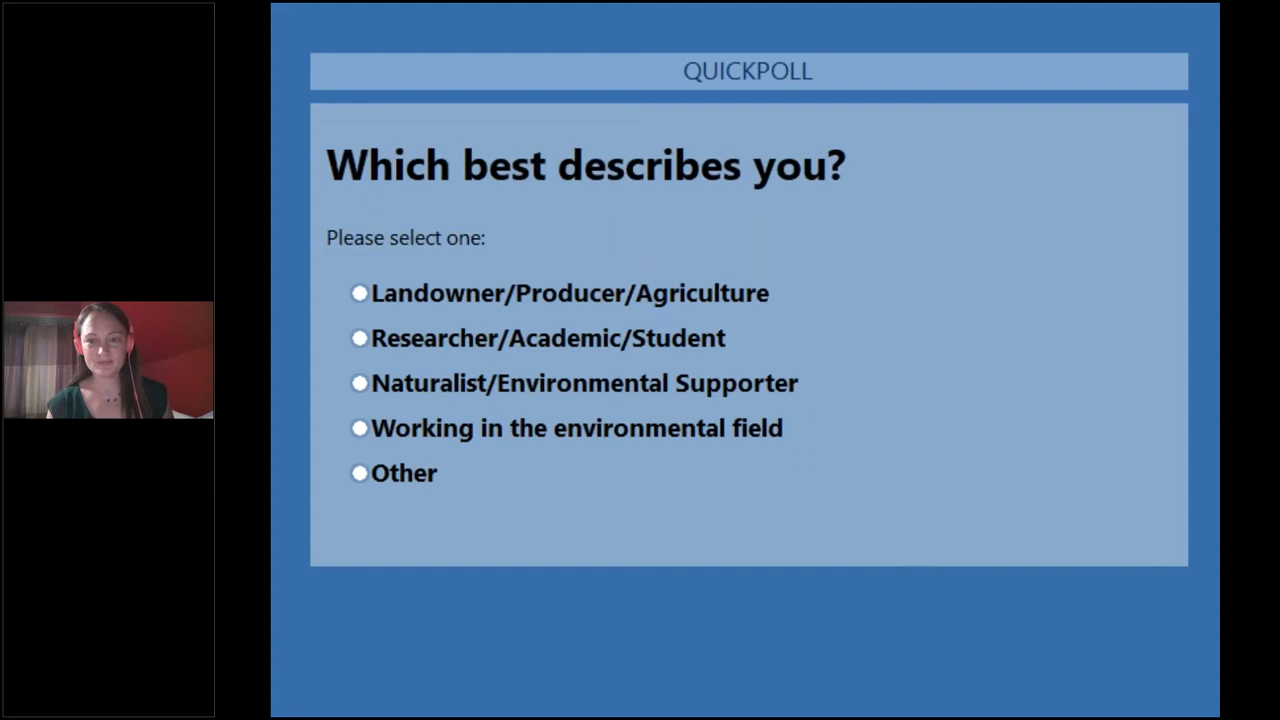 QUICKPOLL
Which best describes you?
Please select one:
Landowner/Producer/Agriculture
Researcher/Academic/Student
Naturalist/Environmental Supporter
Working in the environmental field
Other